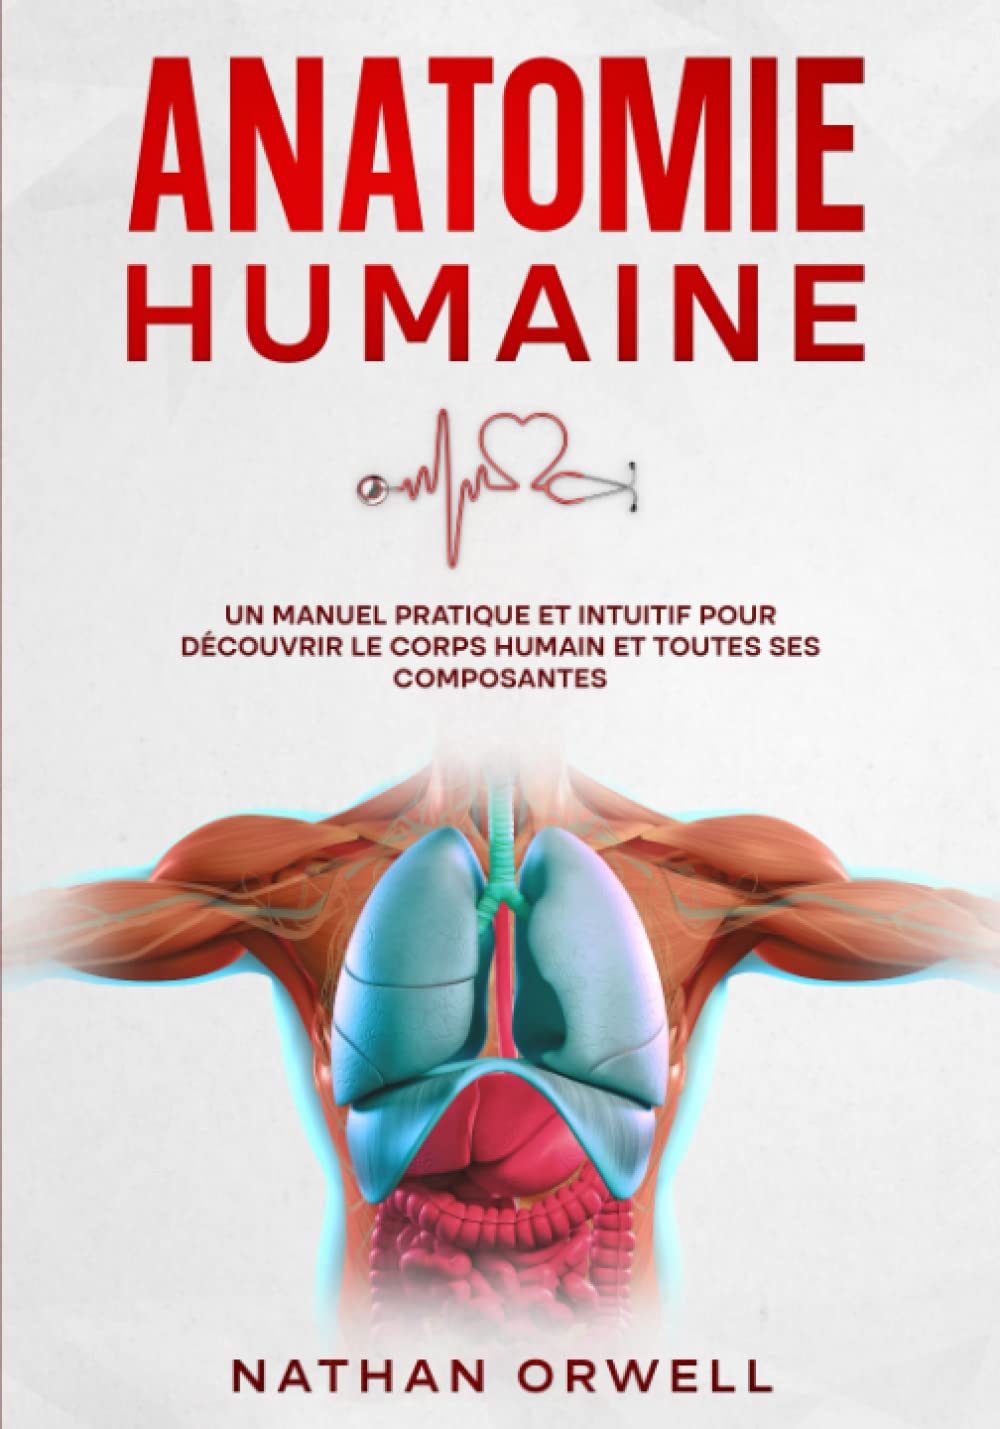 ANATOMIE
HUMAINE
UN MANUEL PRATIQUE ET INTUITIF POUR
DÉCOUVRIR LE CORPS HUMAIN ET TOUTES SES
COMPOSANTES
NATHAN ORWELL